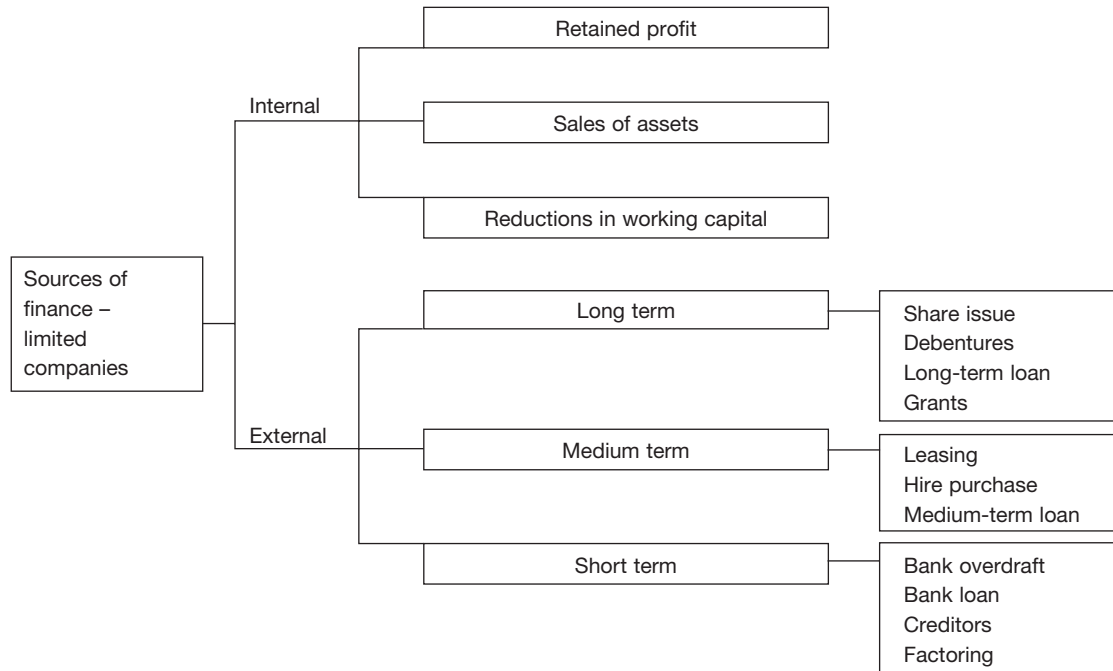 Sources of
finance –
limited
companies
Internal
Retained profit
Sales of assets
Reductions in working capital
External
Long term
Share issue
Debentures
Long-term loan
Grants
Medium term
Leasing
Hire purchase
Medium-term loan
Short term
Bank overdraft
Bank loan
Creditors
Factoring